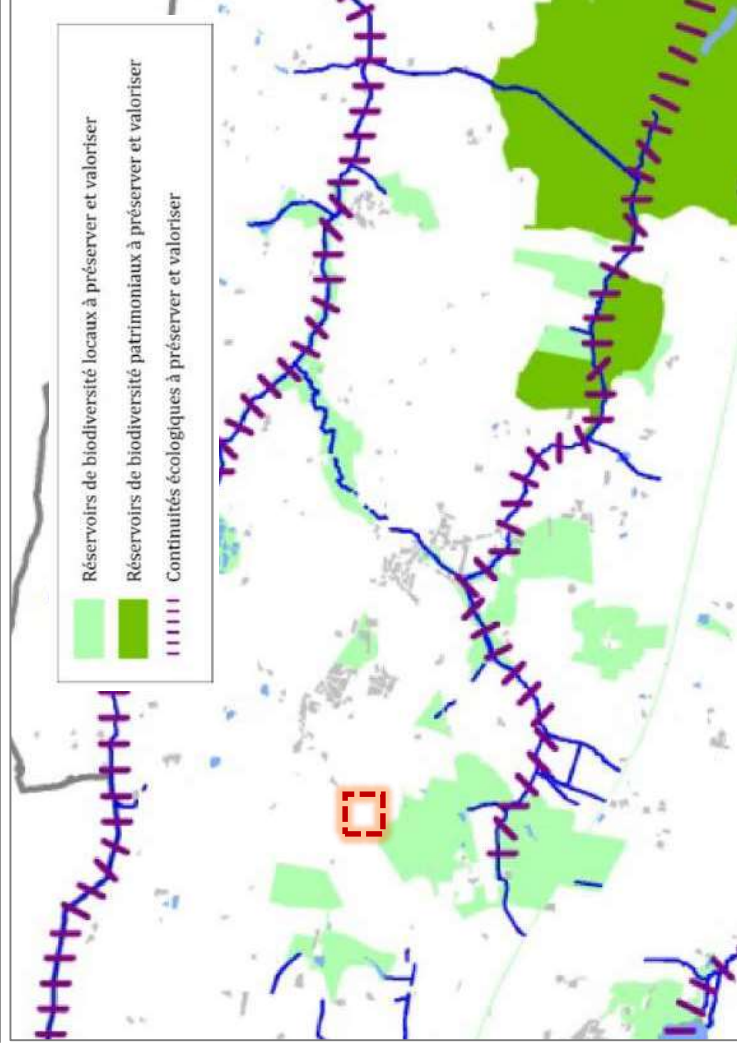 Réservoirs de biodiversité locaux à préserver et valoriser
Réservoirs de biodiversité patrimoniaux à préserver et valoriser
Continuités écologiques à préserver et valoriser